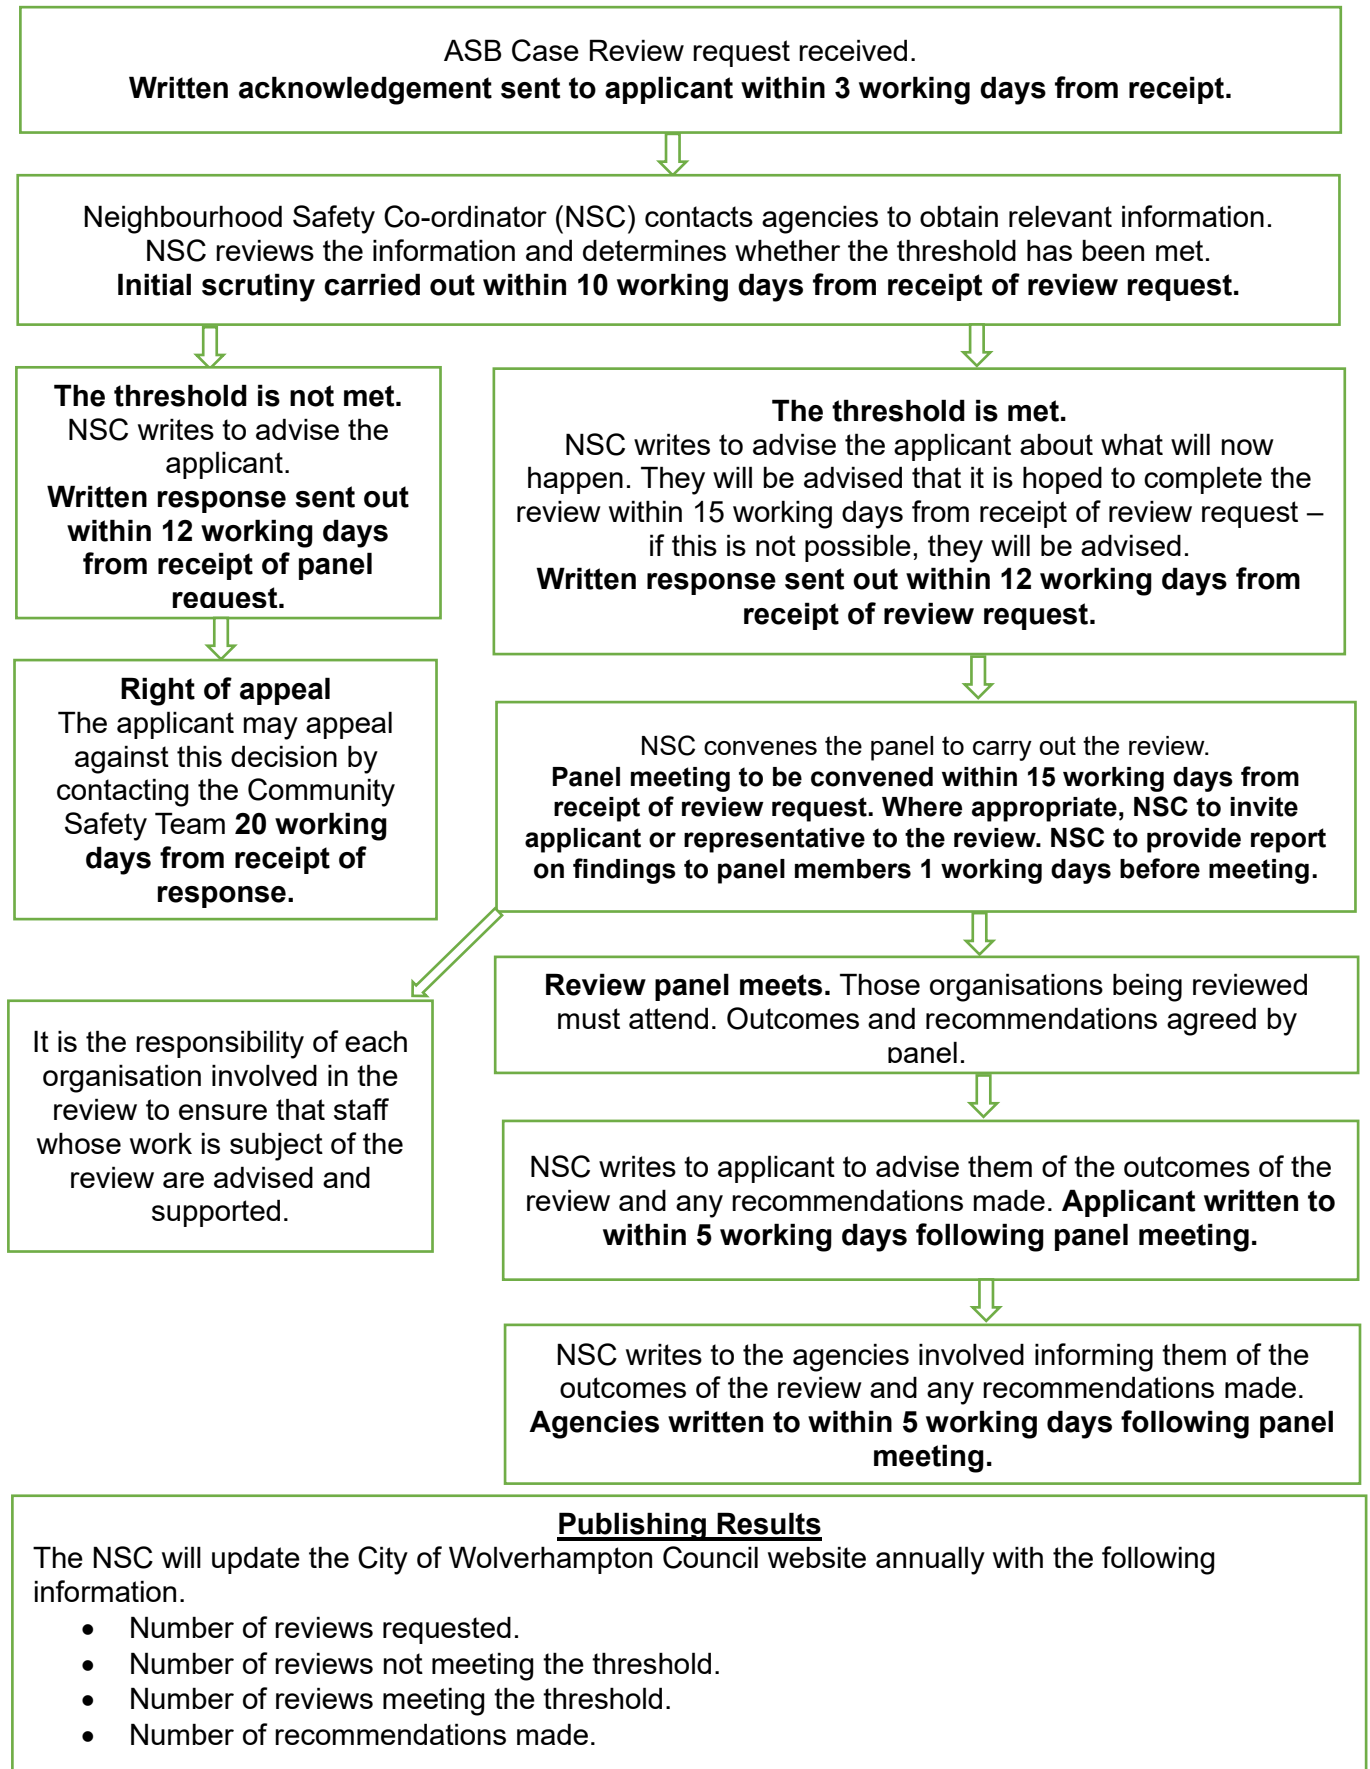 ASB Case Review request received.
Written acknowledgement sent to applicant within 3 working days from receipt.
Neighbourhood Safety Co-ordinator (NSC) contacts agencies to obtain relevant information.
NSC reviews the information and determines whether the threshold has been met.
Initial scrutiny carried out within 10 working days from receipt of review request.
The threshold is not met.
NSC writes to advise the
applicant.
Written response sent out
within 12 working days
from receipt of panel
request.
The threshold is met.
NSC writes to advise the applicant about what will now
happen. They will be advised that it is hoped to complete the
review within 15 working days from receipt of review request –
if this is not possible, they will be advised.
Written response sent out within 12 working days from
receipt of review request.
Right of appeal
The applicant may appeal
against this decision by
contacting the Community
Safety Team 20 working
days from receipt of
response.
NSC convenes the panel to carry out the review.
Panel meeting to be convened within 15 working days from
receipt of review request. Where appropriate, NSC to invite
applicant or representative to the review. NSC to provide report
on findings to panel members 1 working days before meeting.
It is the responsibility of each
organisation involved in the
review to ensure that staff
whose work is subject of the
review are advised and
supported.
Review panel meets. Those organisations being reviewed
must attend. Outcomes and recommendations agreed by
panel.
NSC writes to applicant to advise them of the outcomes of the
review and any recommendations made. Applicant written to
within 5 working days following panel meeting.
NSC writes to the agencies involved informing them of the
outcomes of the review and any recommendations made.
Agencies written to within 5 working days following panel
meeting.
Publishing Results
The NSC will update the City of Wolverhampton Council website annually with the following
information.
• Number of reviews requested.
• Number of reviews not meeting the threshold.
• Number of reviews meeting the threshold.
• Number of recommendations made.